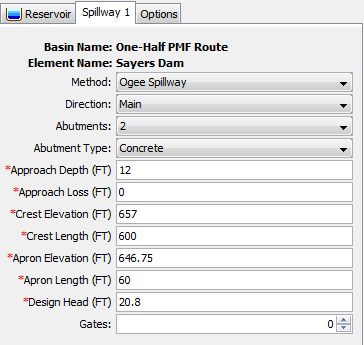 Reservoir Spillway 1 Options
Basin Name: One-Half PMF Route
Element Name: Sayers Dam
Method: Ogee Spillway
Direction: Main
Abutments: 2
Abutment Type: Concrete
*Approach Depth (FT) 12
*Approach Loss (FT) 0
*Crest Elevation (FT) 657
*Crest Length (FT) 600
*Apron Elevation (FT) 646.75
*Apron Length (FT) 60
*Design Head (FT) 20.8
Gates: 0